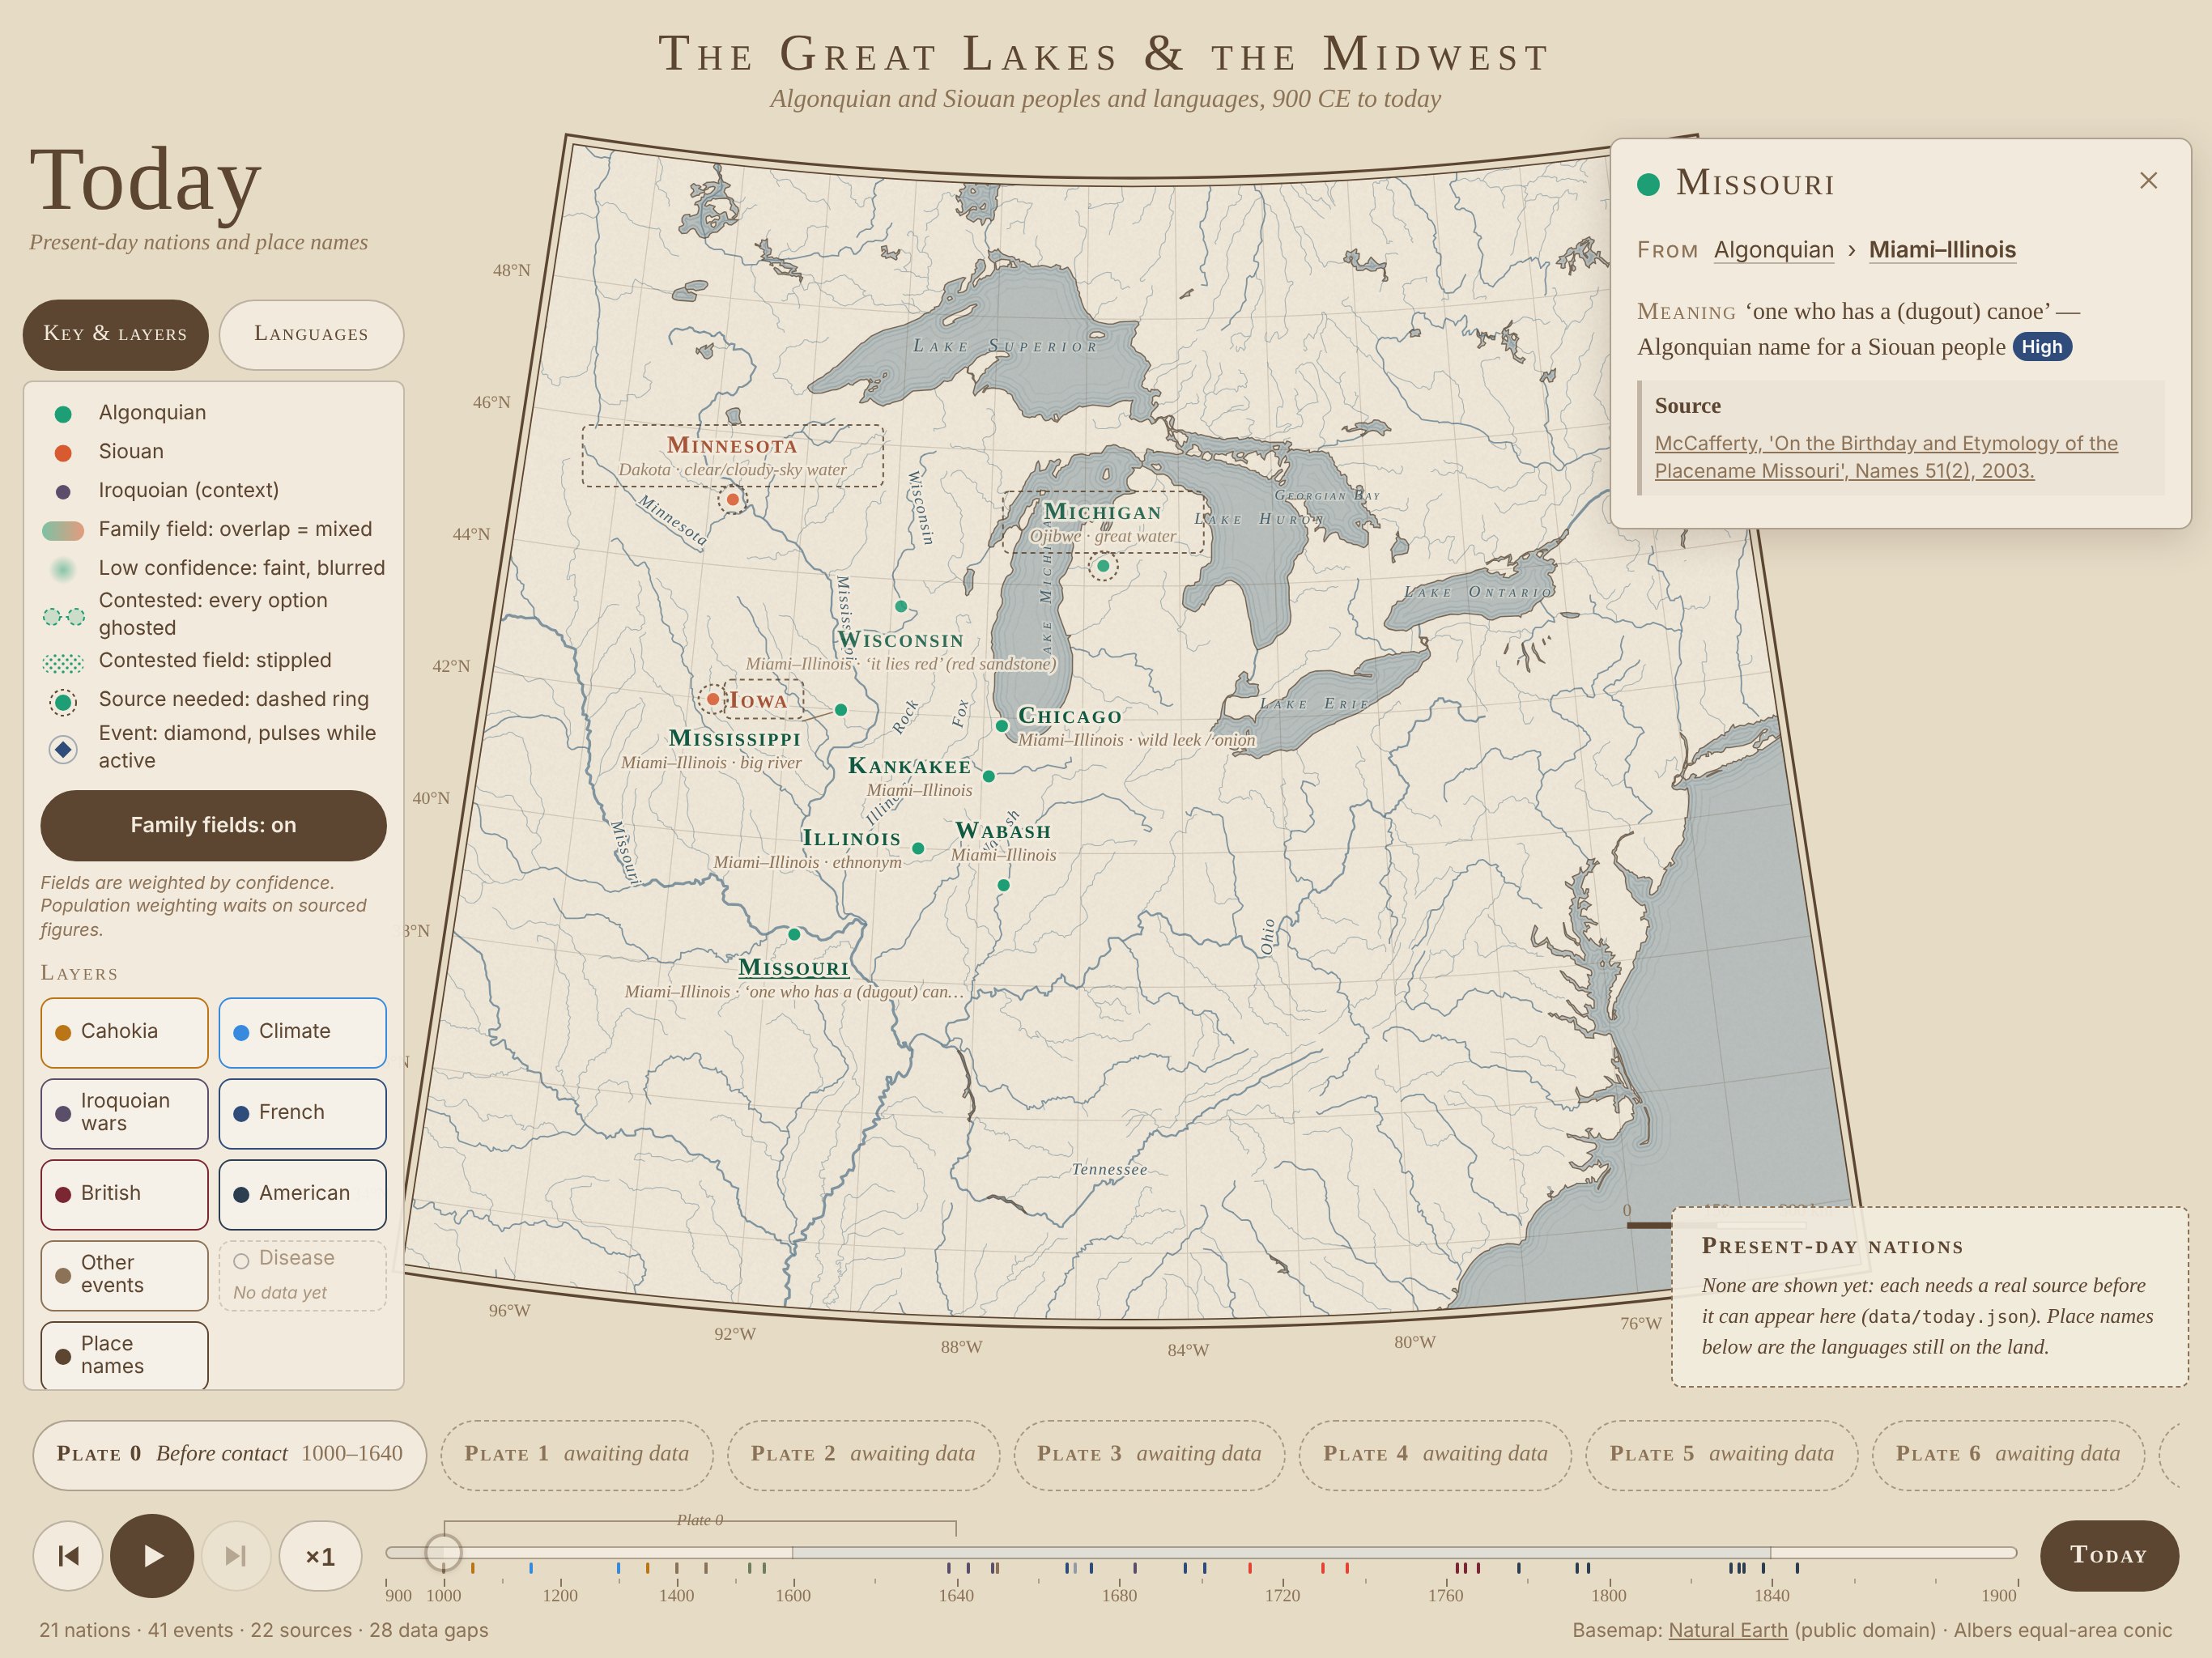 The Great Lakes & the Midwest
Algonquian and Siouan peoples and languages, 900 CE to today
Today
Present-day nations and place names
Key & layers
Languages
Algonquian
Siouan
Iroquoian (context)
Family field: overlap = mixed
Low confidence: faint, blurred
Contested: every option
ghosted
Contested field: stippled
Source needed: dashed ring
Event: diamond, pulses while
active
Family fields: on
Fields are weighted by confidence.
Population weighting waits on sourced
figures.
Layers
Cahokia
Climate
Iroquoian
wars
French
British
American
Other
events
Disease
No data yet
Place
names
48°N
46°N
44°N
42°N
40°N
96°W
92°W
88°W
84°W
80°W
76°W
Lake Superior
Minnesota
Dakota · clear/cloudy-sky water
Minnesota
Wisconsin
Michigan
Ojibwe · great water
Georgian Bay
Lake Huron
Lake Ontario
Wisconsin
Miami–Illinois · ‘it lies red’ (red sandstone)
Iowa
Lake Erie
Rock
Fox
Chicago
Miami–Illinois · wild leek / onion
Mississippi
Miami–Illinois · big river
Kankakee
Miami–Illinois
Illinois
Miami–Illinois · ethnonym
Wabash
Miami–Illinois
Missouri
Ohio
Missouri
Miami–Illinois · ‘one who has a (dugout) can…
Tennessee
0
Missouri
From Algonquian › Miami–Illinois
Meaning ‘one who has a (dugout) canoe’ —
Algonquian name for a Siouan people High
Source
McCafferty, 'On the Birthday and Etymology of the
Placename Missouri', Names 51(2), 2003.
Present-day nations
None are shown yet: each needs a real source before
it can appear here (data/today.json). Place names
below are the languages still on the land.
Plate 0 Before contact 1000–1640
Plate 1 awaiting data
Plate 2 awaiting data
Plate 3 awaiting data
Plate 4 awaiting data
Plate 5 awaiting data
Plate 6 awaiting data
×1
Plate 0
900 1000 1200 1400 1600 1640 1680 1720 1760 1800 1840 1900
Today
21 nations · 41 events · 22 sources · 28 data gaps
Basemap: Natural Earth (public domain) · Albers equal-area conic